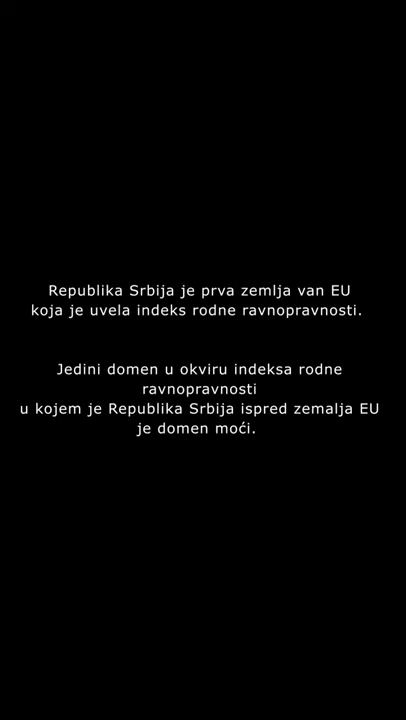 Republika Srbija je prva zemlja van EU
koja je uvela indeks rodne ravnopravnosti.
Jedini domen u okviru indeksa rodne
ravnopravnosti
u kojem je Republika Srbija ispred zemalja EU
je domen moći.